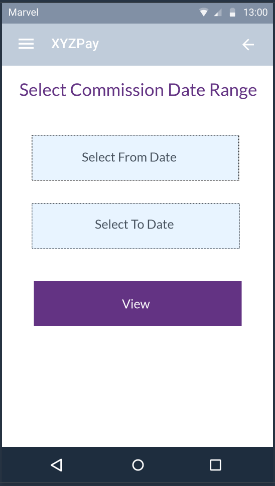 Marvel 13:00
XYZPay
Select Commission Date Range
Select From Date
Select To Date
View